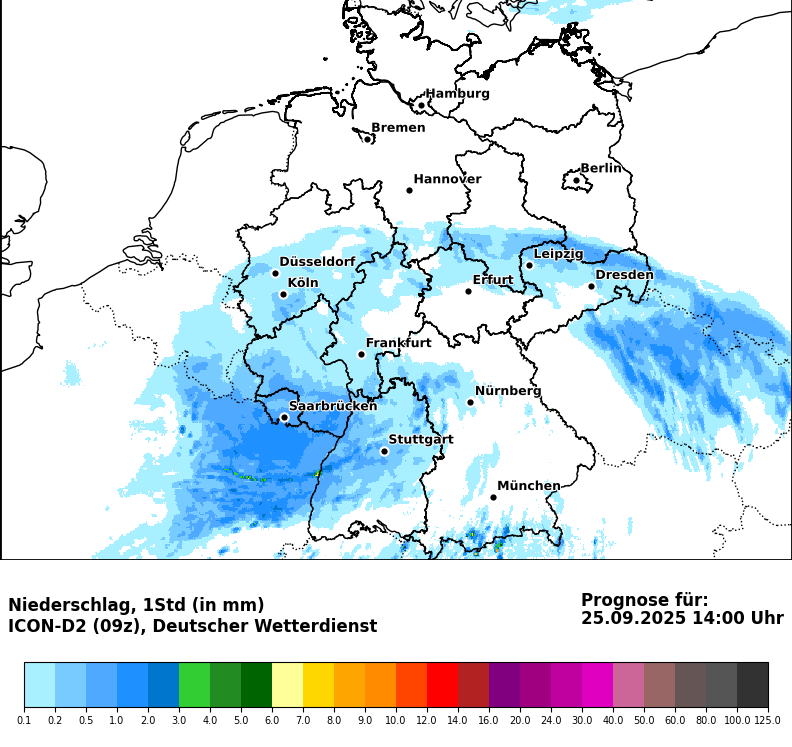 Hamburg
Bremen
Berlin
Hannover
Leipzig
Düsseldorf
Dresden
Köln
Erfurt
Frankfurt
Nürnberg
Saarbrücken
Stuttgart
München
Niederschlag, 1Std (in mm)
ICON-D2 (09z), Deutscher Wetterdienst
Prognose für:
25.09.2025 14:00 Uhr
0.1 0.2 0.5 1.0 2.0 3.0 4.0 5.0 6.0 7.0 8.0 9.0 10.0 12.0 14.0 16.0 20.0 24.0 30.0 40.0 50.0 60.0 80.0 100.0 125.0